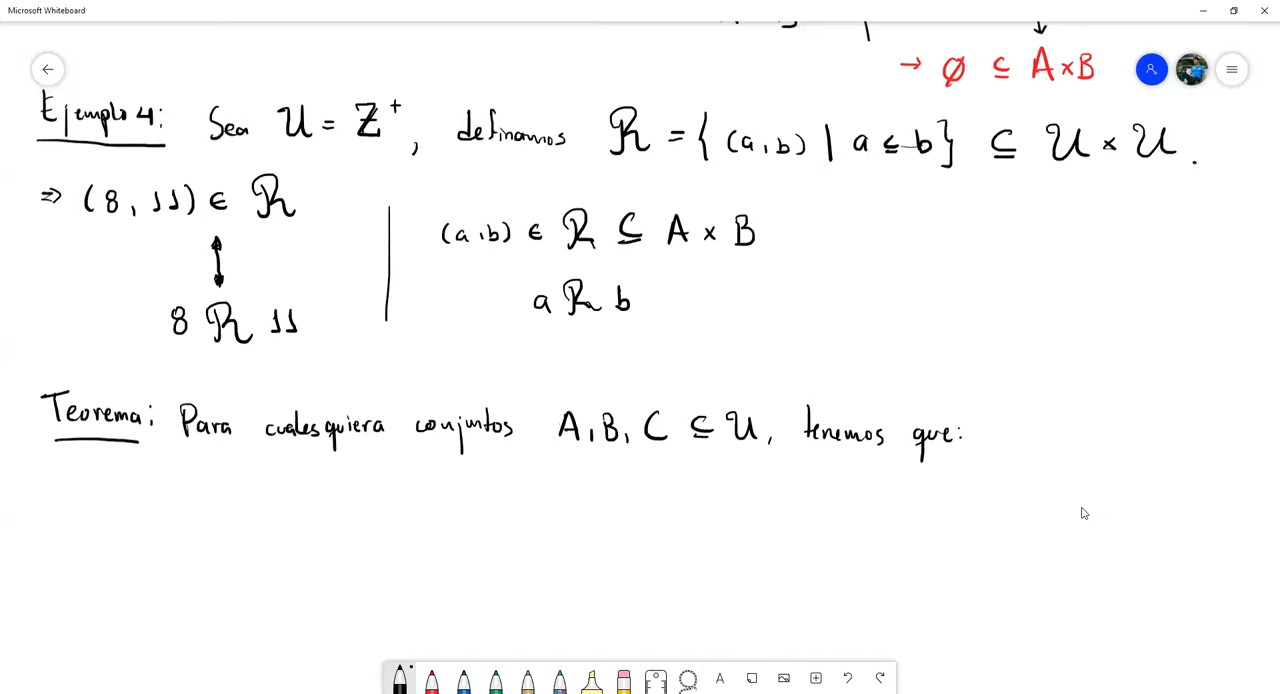 Microsoft Whiteboard
→ ∅ ⊆ A×B
Ejemplo 4: Sea U = Z⁺, definamos R = { (a,b) | a ≤ b} ⊆ U × U.
⇒ (8, 11) ∈ R
(a,b) ∈ R ⊆ A × B
a R b
8 R 11
Teorema: Para cualesquiera conjuntos A, B, C ⊆ U, tenemos que:
A